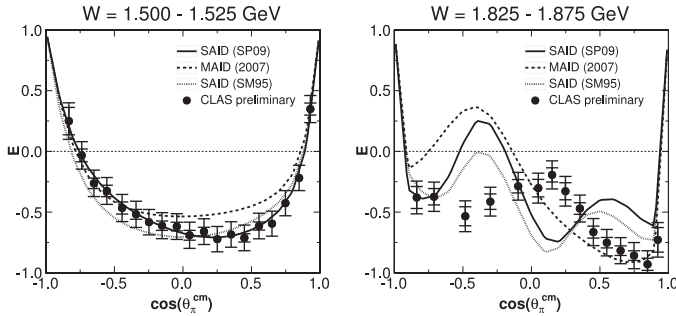 W = 1.500 - 1.525 GeV
1.0
0.5
0.0
-0.5
-1.0
E
SAID (SP09)
MAID (2007)
SAID (SM95)
CLAS preliminary
-1.0 -0.5 0.0 0.5 1.0
cos(θπcm)
W = 1.825 - 1.875 GeV
1.0
0.5
0.0
-0.5
-1.0
E
SAID (SP09)
MAID (2007)
SAID (SM95)
CLAS preliminary
-1.0 -0.5 0.0 0.5 1.0
cos(θπcm)